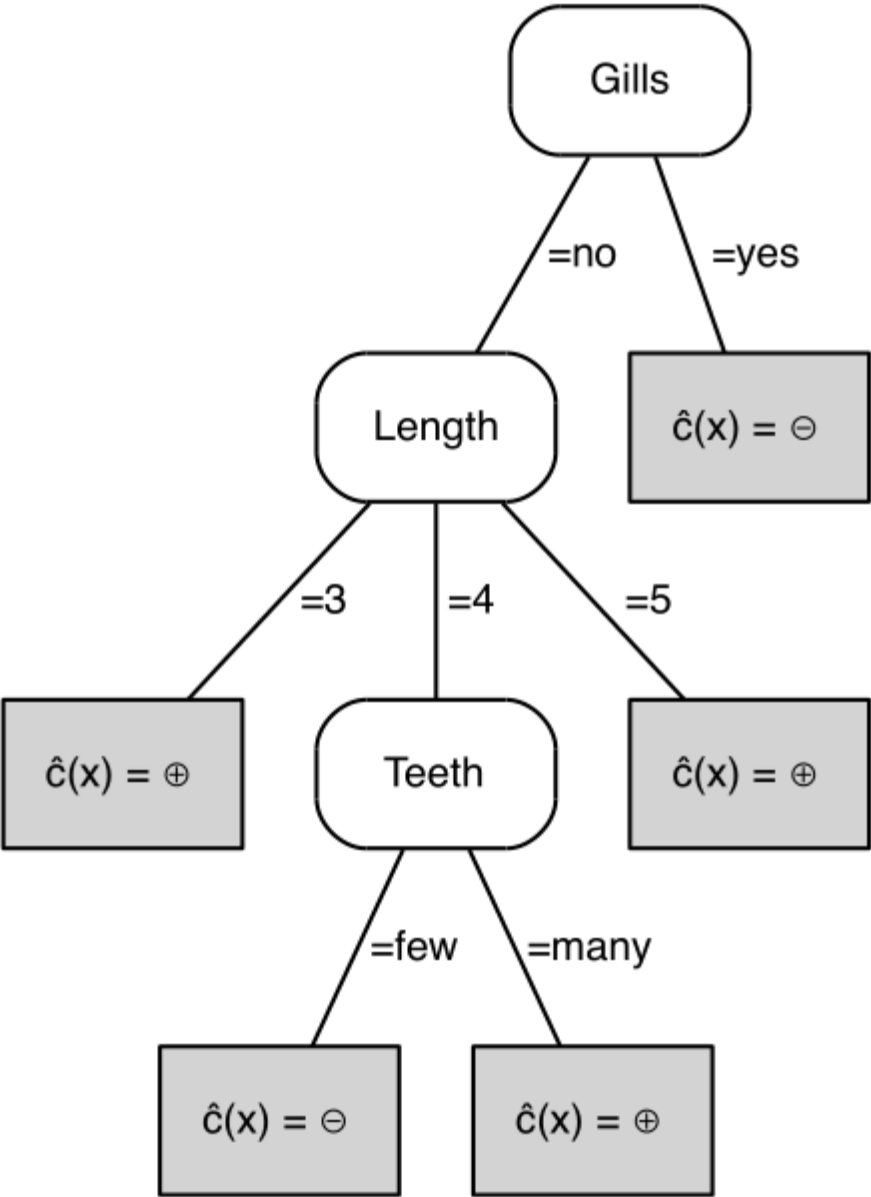 Gills
=no
=yes
Length
ĉ(x) = ⊖
=3
=4
=5
ĉ(x) = ⊕
Teeth
ĉ(x) = ⊕
=few
=many
ĉ(x) = ⊖
ĉ(x) = ⊕